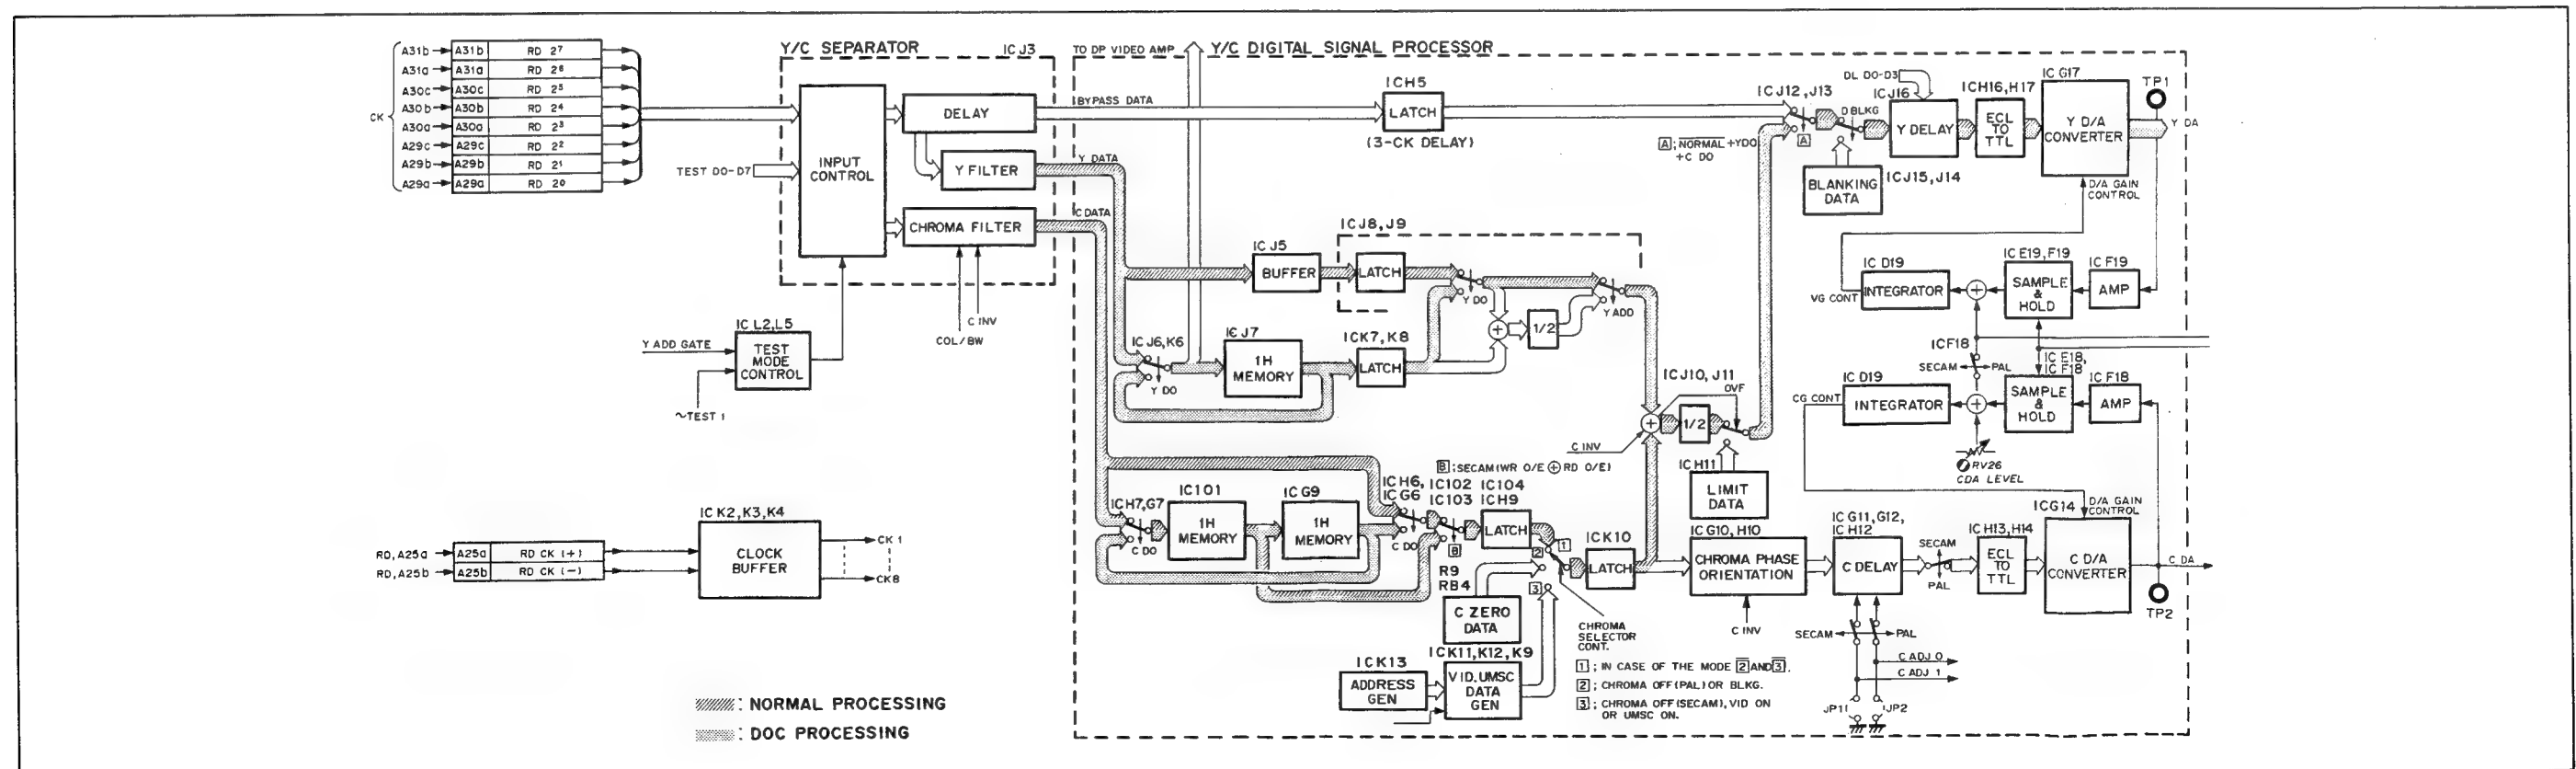 CK
A31b A31b RD 2⁷
A31a A31a RD 2⁶
A30c A30c RD 2⁵
A30b A30b RD 2⁴
A30a A30a RD 2³
A29c A29c RD 2²
A29b A29b RD 2¹
A29a A29a RD 2⁰
TEST D0-D7
Y/C SEPARATOR
IC J3
INPUT
CONTROL
DELAY
Y FILTER
CHROMA FILTER
C INV
COL/BW
Y ADD GATE
~TEST 1
IC L2, L5
TEST
MODE
CONTROL
RD, A25a A25a RD CK (+)
RD, A25b A25b RD CK (-)
IC K2, K3, K4
CLOCK
BUFFER
CK 1
CK8
: NORMAL PROCESSING
: DOC PROCESSING
TO DP VIDEO AMP
Y/C DIGITAL SIGNAL PROCESSOR
BYPASS DATA
Y DATA
C DATA
ICH5
LATCH
(3-CK DELAY)
IC J5
BUFFER
ICJ8, J9
LATCH
Y DO
Y ADD
1/2
IC J6, K6
Y DO
IC J7
1H
MEMORY
ICK7, K8
LATCH
ICJ10, J11
OVF
1/2
C INV
ICH11
LIMIT
DATA
ICH7, G7
C DO
IC101
1H
MEMORY
IC G9
1H
MEMORY
ICH6,
IC G6
C DO
B; SECAM (WR O/E ⊕ RD O/E)
IC102
IC103
B
IC104
ICH9
LATCH
1
2
3
R9
RB4
C ZERO
DATA
ICK10
LATCH
CHROMA
SELECTOR
CONT.
ICK13
ADDRESS
GEN
ICK11, K12, K9
VID. UMSC
DATA
GEN
1; IN CASE OF THE MODE 2̅ AND 3̅.
2; CHROMA OFF (PAL) OR BLKG.
3; CHROMA OFF (SECAM), VID ON
OR UMSC ON.
IC G10, H10
CHROMA PHASE
ORIENTATION
C INV
IC G11, G12,
IC H12
C DELAY
SECAM
PAL
C ADJ 0
C ADJ 1
JP1
JP2
SECAM
PAL
IC H13, H14
ECL
TO
TTL
ICG14
D/A GAIN
CONTROL
C D/A
CONVERTER
C DA
TP2
ICJ12, J13
A
A; N̅O̅R̅M̅A̅L̅ + YDO
+C DO
D BLKG
BLANKING
DATA
ICJ15, J14
DL D0-D3
ICJ16
Y DELAY
ICH16, H17
ECL
TO
TTL
IC G17
Y D/A
CONVERTER
D/A GAIN
CONTROL
TP1
Y DA
VG CONT
IC D19
INTEGRATOR
IC E19, F19
SAMPLE
&
HOLD
IC F19
AMP
ICF18
SECAM PAL
CG CONT
IC D19
INTEGRATOR
IC E18,
IC F18
SAMPLE
&
HOLD
IC F18
AMP
RV26
CDA LEVEL